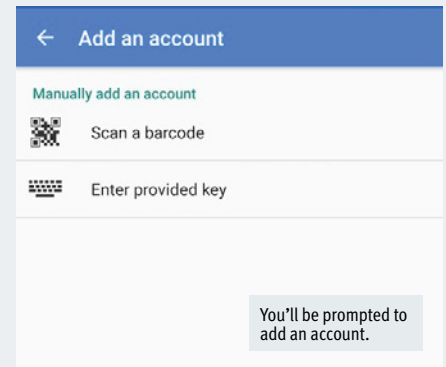 Add an account
Manually add an account
Scan a barcode
Enter provided key
You'll be prompted to
add an account.